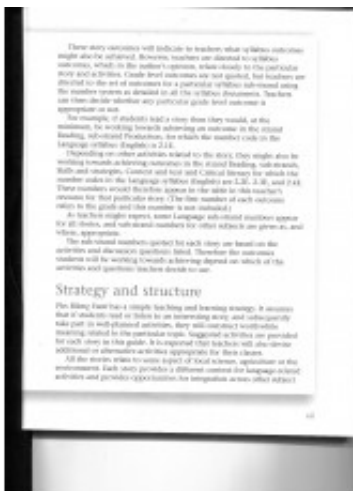 These story outcomes will indicate to teachers what syllabus outcomes
might also be achieved. However, teachers are directed to syllabus
outcomes, which in the author's opinion, relate closely to the particular
story and activities. Grade level outcomes are not quoted, but teachers are
directed to the set of outcomes for a particular syllabus sub-strand using
the number system as detailed in all the syllabus documents. Teachers
can then decide whether any particular grade level outcome is
appropriate or not.
For example, if students read a story then they would, at the
minimum, be working towards achieving an outcome in the strand
Reading, sub-strand Production, for which the number code in the
Language syllabus (English) is
Depending on other activities related to the story, they might also be
working towards achieving outcomes in the strand Reading, sub-strands,
Skills and strategies, Context and text and Critical literacy for which the
number codes in the Language syllabus (English) are
These numbers would therefore appear in the table in this teacher's
resource for that particular story. (The first number of each outcome
refers to the grade and this number is not included.)
As teachers might expect, some Language sub-strand numbers appear
for all stories, and sub-strand numbers for other subjects are given as, and
where, appropriate.
The sub-strand numbers quoted for each story are based on the
activities and discussion questions listed. Therefore the outcomes
students will be working towards achieving depend on which of the
activities and questions teachers decide to use.
Strategy and structure
has a simple teaching and learning strategy. It assumes
that if students read or listen to an interesting story, and subsequently
take part in well-planned activities, they will construct worthwhile
meaning related to the particular topic. Suggested activities are provided
for each story in this guide. It is expected that teachers will also devise
additional or alternative activities appropriate for their classes.
All the stories relate to some aspect of local science, agriculture or the
environment. Each story provides a different context for language related
activities and provides opportunities for integration across other subject